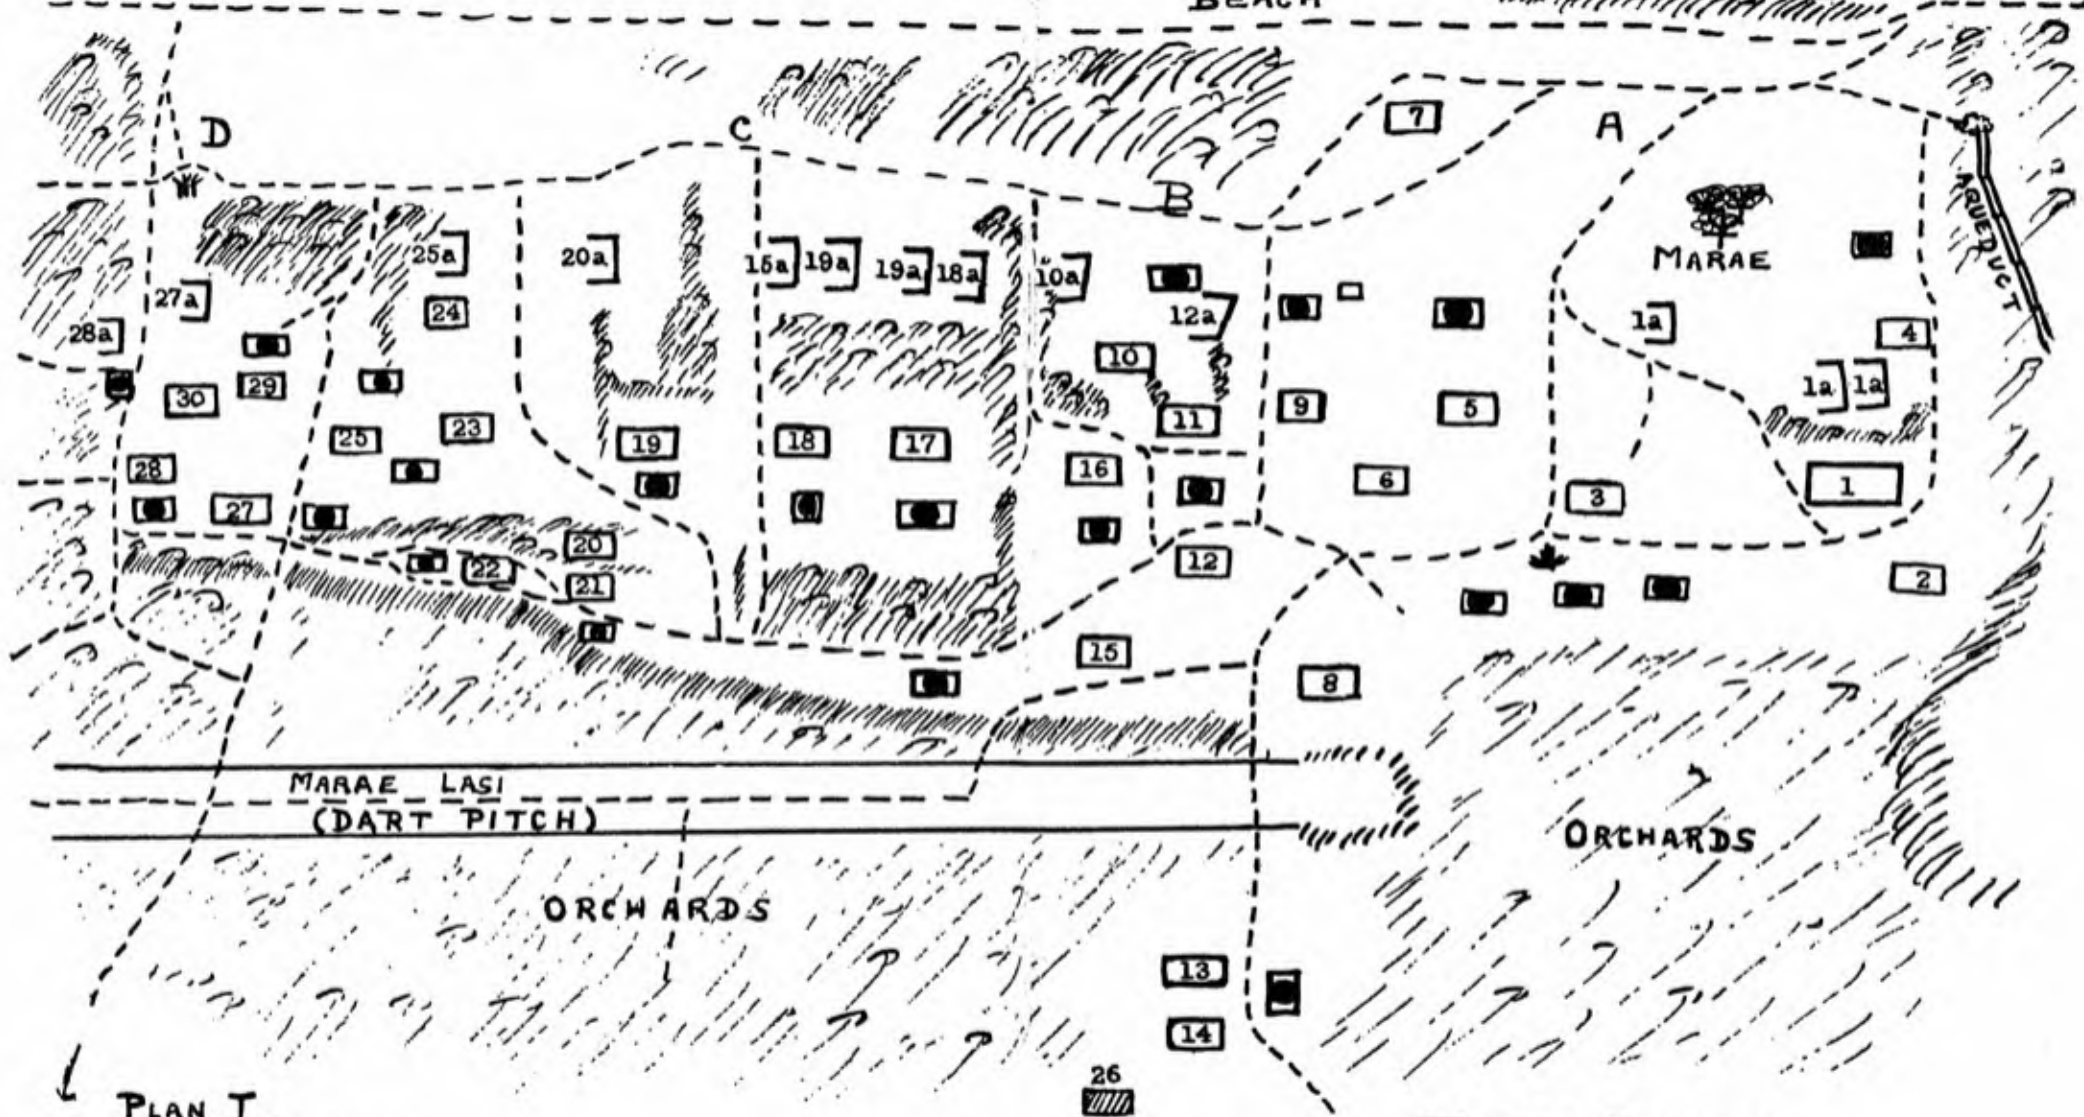 BEACH
7
A
D
C
B
AQUEDUCT
MARAE
25a
20a
15a
19a
19a
18a
10a
27a
24
12a
1a
28a
4
10
30
29
1a
1a
9
5
11
25
23
19
18
17
28
16
6
1
3
27
20
22
12
21
2
15
8
MARAE LASI
(DART PITCH)
ORCHARDS
ORCHARDS
13
14
26
PLAN I